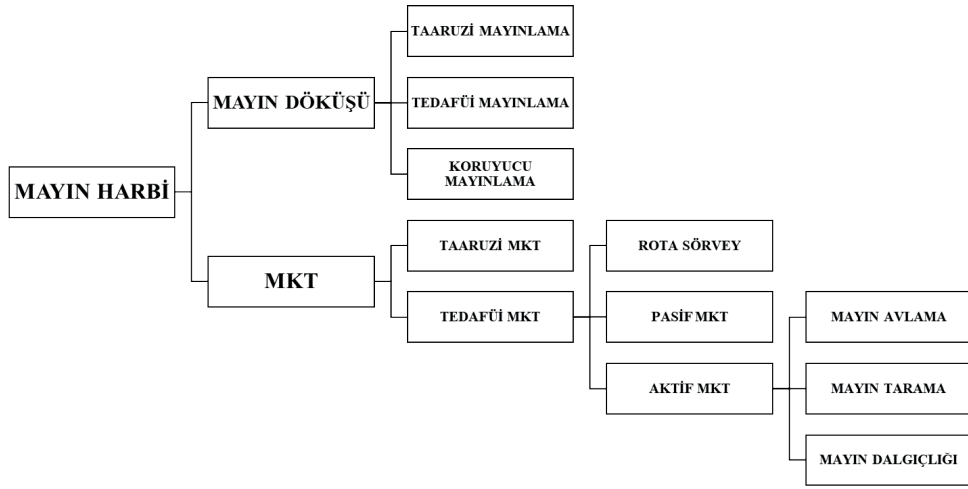 MAYIN HARBİ
MAYIN DÖKÜŞÜ
TAARUZİ MAYINLAMA
TEDAFÜİ MAYINLAMA
KORUYUCU
MAYINLAMA
MKT
TAARUZİ MKT
TEDAFÜİ MKT
ROTA SÖRVEY
PASİF MKT
AKTİF MKT
MAYIN AVLAMA
MAYIN TARAMA
MAYIN DALGIÇLIĞI